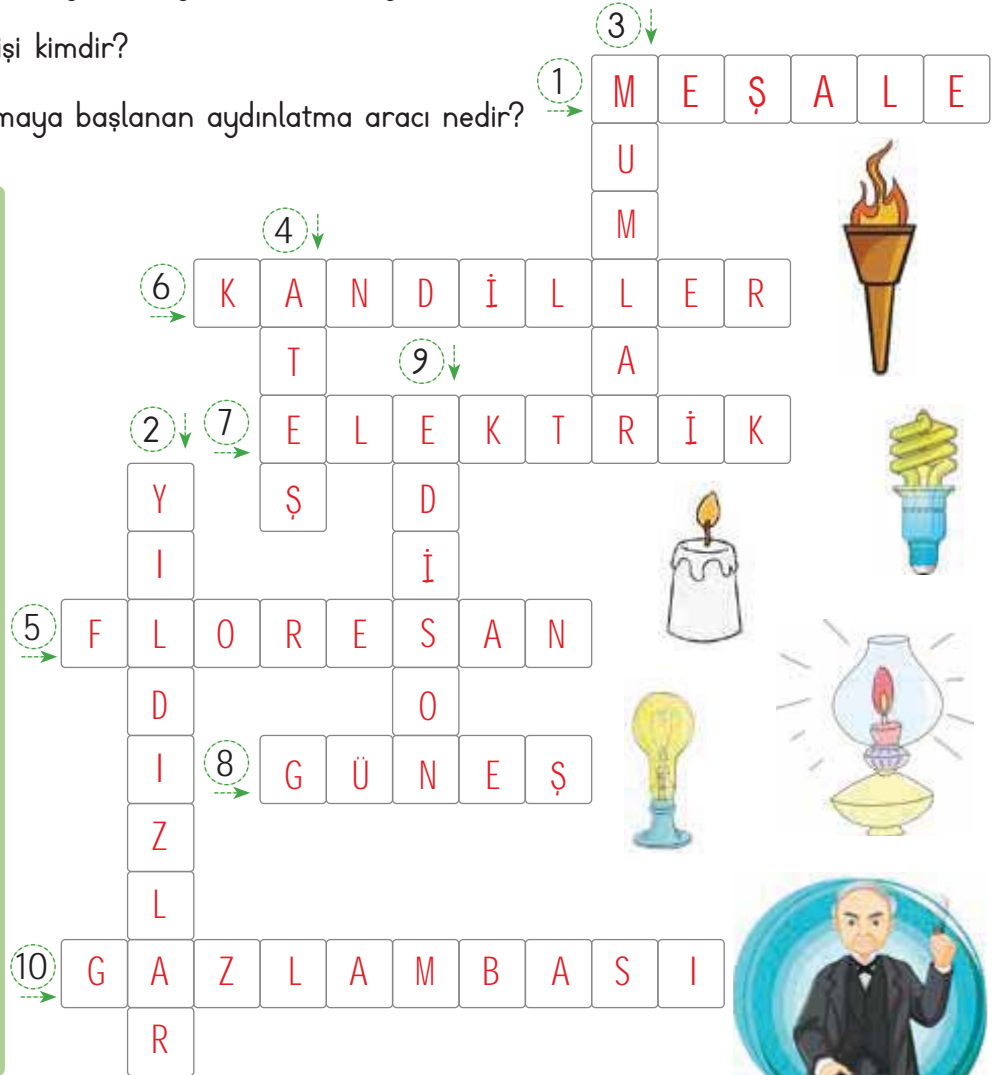 işi kimdir?
maya başlanan aydınlatma aracı nedir?
3
1 MEŞALE
U
M
4
6 KANDİLLER
T 9 A
2 7 ELEKTRİK
Y Ş D
I İ
5 FLORESAN
D O
I 8 GÜNEŞ
Z
L
10 GAZLAMBASI
R